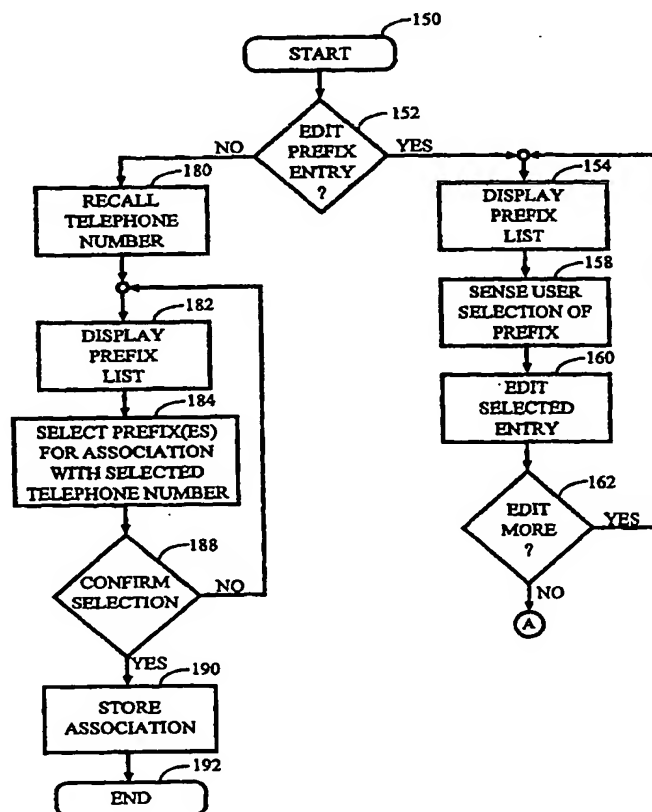 150
START
152
EDIT
PREFIX
ENTRY
?
NO
YES
180
RECALL
TELEPHONE
NUMBER
182
DISPLAY
PREFIX
LIST
184
SELECT PREFIX(ES)
FOR ASSOCIATION
WITH SELECTED
TELEPHONE NUMBER
188
CONFIRM
SELECTION
NO
YES
190
STORE
ASSOCIATION
192
END
154
DISPLAY
PREFIX
LIST
158
SENSE USER
SELECTION OF
PREFIX
160
EDIT
SELECTED
ENTRY
162
EDIT
MORE
?
YES
NO
A